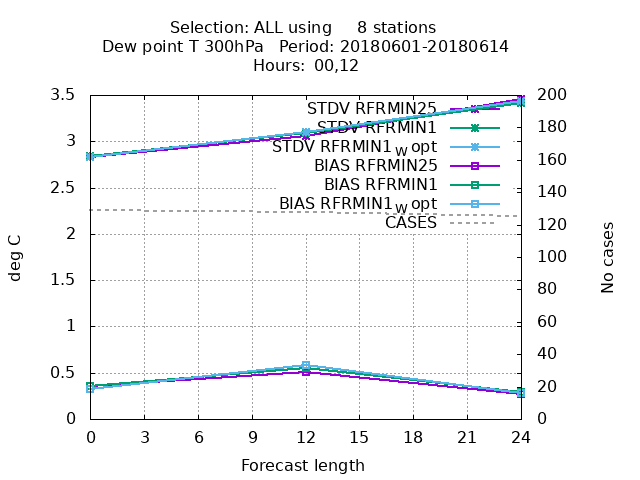 Selection: ALL using     8 stations
Dew point T 300hPa   Period: 20180601-20180614
Hours:  00,12
3.5
3
2.5
2
1.5
1
0.5
0
deg C
200
180
160
140
120
100
80
60
40
20
0
No cases
STDV RFRMIN25
STDV RFRMIN1
STDV RFRMIN1_W opt
BIAS RFRMIN25
BIAS RFRMIN1
BIAS RFRMIN1_W opt
CASES
0 3 6 9 12 15 18 21 24
Forecast length